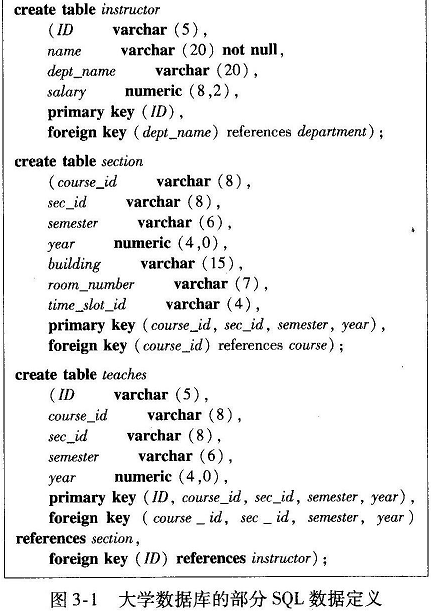 create table instructor
(ID varchar (5),
name varchar (20) not null,
dept_name varchar (20),
salary numeric (8,2),
primary key (ID),
foreign key (dept_name) references department);
create table section
(course_id varchar (8),
sec_id varchar (8),
semester varchar (6),
year numeric (4,0),
building varchar (15),
room_number varchar (7),
time_slot_id varchar (4),
primary key (course_id, sec_id, semester, year),
foreign key (course_id) references course);
create table teaches
(ID varchar (5),
course_id varchar (8),
sec_id varchar (8),
semester varchar (6),
year numeric (4,0),
primary key (ID, course_id, sec_id, semester, year),
foreign key (course _ id, sec _ id, semester, year)
references section,
foreign key (ID) references instructor);
图 3-1 大学数据库的部分 SQL 数据定义